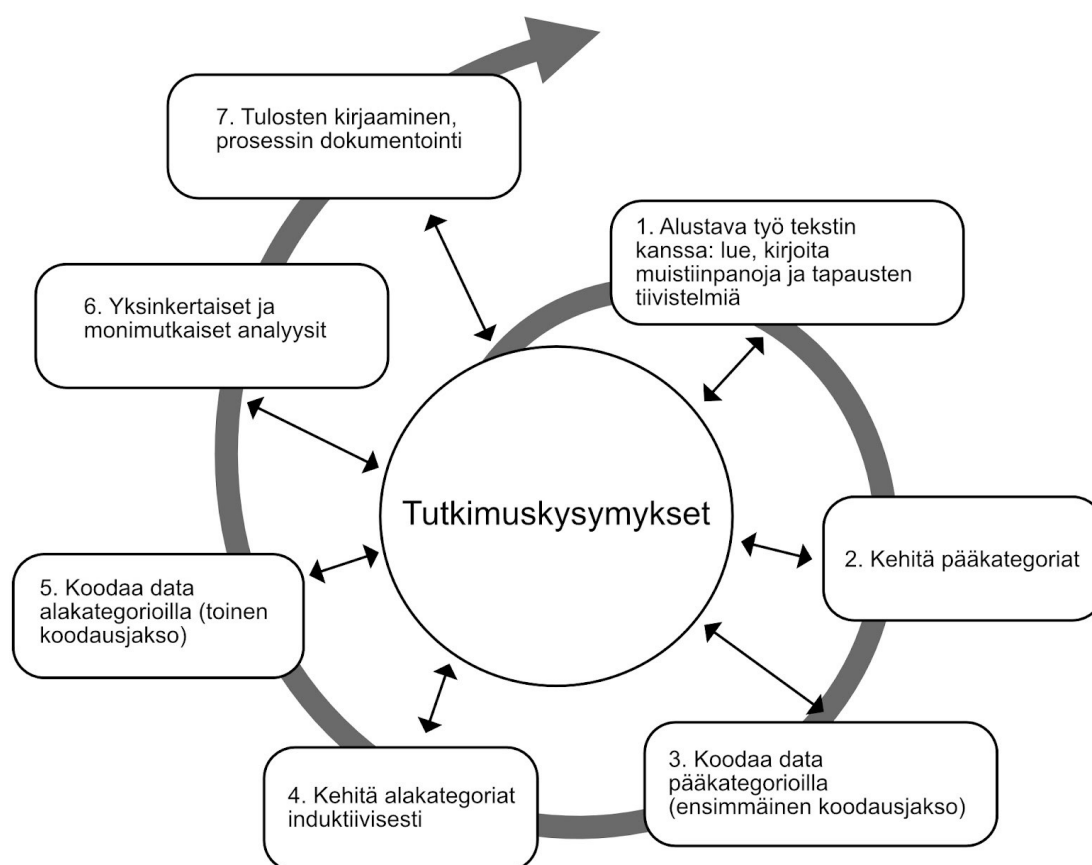 7. Tulosten kirjaaminen,
prosessin dokumentointi
1. Alustava työ tekstin
kanssa: lue, kirjoita
muistiinpanoja ja tapausten
tiivistelmiä
6. Yksinkertaiset ja
monimutkaiset analyysit
Tutkimuskysymykset
2. Kehitä pääkategoriat
5. Koodaa data
alakategorioilla (toinen
koodausjakso)
3. Koodaa data
pääkategorioilla
(ensimmäinen koodausjakso)
4. Kehitä alakategoriat
induktiivisesti